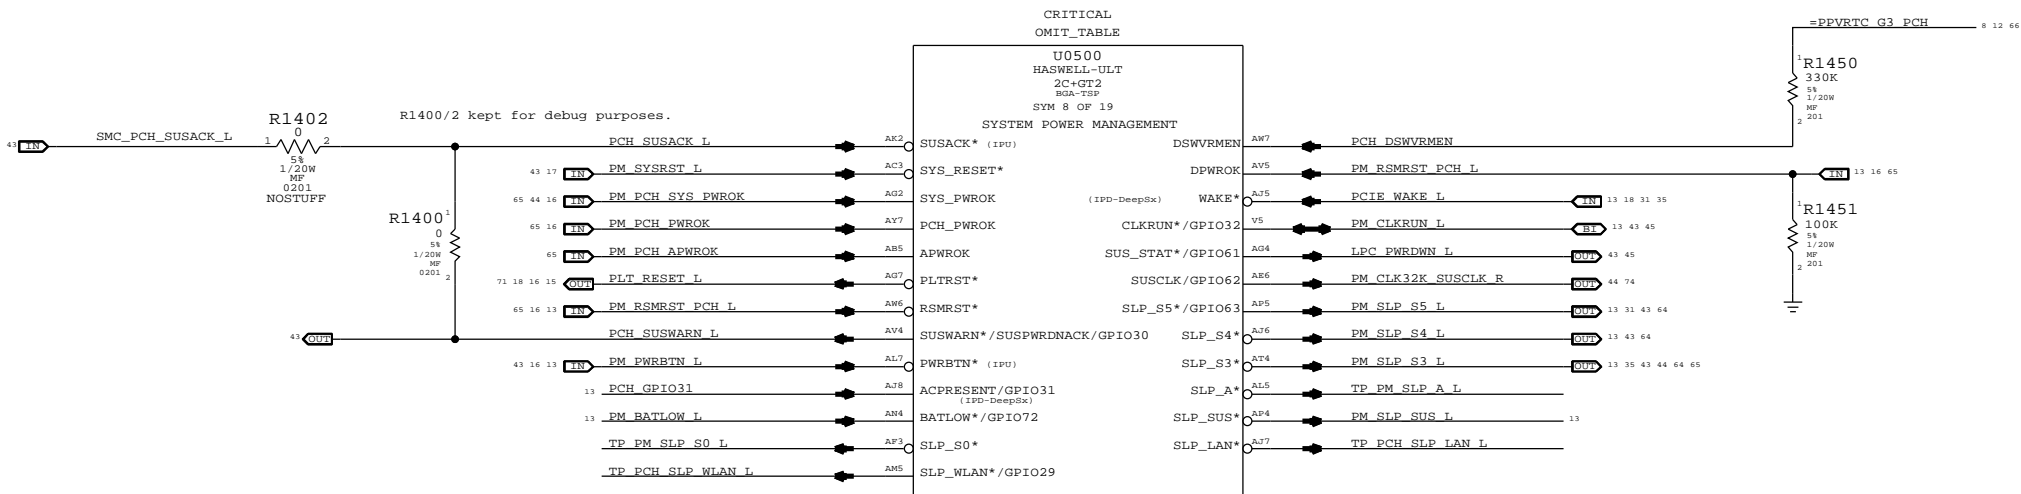 CRITICAL
OMIT_TABLE
U0500
HASWELL-ULT
2C+GT2
BGA-TSP
SYM 8 OF 19
SYSTEM POWER MANAGEMENT
=PPVRTC_G3_PCH 8 12 66
1
R1450
330K
5%
1/20W
MF
201
2
R1400/2 kept for debug purposes.
43 IN SMC_PCH_SUSACK_L
R1402
0
1 2
5%
1/20W
MF
0201
NOSTUFF
R1400
1
0
5%
1/20W
MF
0201
2
PCH_SUSACK_L AK2 SUSACK* (IPU)
43 17 IN PM_SYSRST_L AC3 SYS_RESET*
65 44 16 IN PM_PCH_SYS_PWROK AG2 SYS_PWROK
65 16 IN PM_PCH_PWROK AY7 PCH_PWROK
65 IN PM_PCH_APWROK AB5 APWROK
71 18 16 15 OUT PLT_RESET_L AG7 PLTRST*
65 16 13 IN PM_RSMRST_PCH_L AW6 RSMRST*
43 OUT PCH_SUSWARN_L AV4 SUSWARN*/SUSPWRDNACK/GPIO30
43 16 13 IN PM_PWRBTN_L AL7 PWRBTN* (IPU)
13 PCH_GPIO31 AJ8 ACPRESENT/GPIO31
(IPD-DeepSx)
13 PM_BATLOW_L AN4 BATLOW*/GPIO72
TP_PM_SLP_S0_L AF3 SLP_S0*
TP_PCH_SLP_WLAN_L AM5 SLP_WLAN*/GPIO29
DSWVRMEN AW7 PCH_DSWVRMEN
DPWROK AV5 PM_RSMRST_PCH_L IN 13 16 65
(IPD-DeepSx) WAKE* AJ5 PCIE_WAKE_L IN 13 18 31 35
CLKRUN*/GPIO32 V5 PM_CLKRUN_L BI 13 43 45
SUS_STAT*/GPIO61 AG4 LPC_PWRDWN_L OUT 43 45
SUSCLK/GPIO62 AE6 PM_CLK32K_SUSCLK_R OUT 44 74
SLP_S5*/GPIO63 AP5 PM_SLP_S5_L OUT 13 31 43 64
SLP_S4* AJ6 PM_SLP_S4_L OUT 13 43 64
SLP_S3* AT4 PM_SLP_S3_L OUT 13 35 43 44 64 65
SLP_A* AL5 TP_PM_SLP_A_L
SLP_SUS* AP4 PM_SLP_SUS_L 13
SLP_LAN* AJ7 TP_PCH_SLP_LAN_L
1
R1451
100K
5%
1/20W
MF
201
2